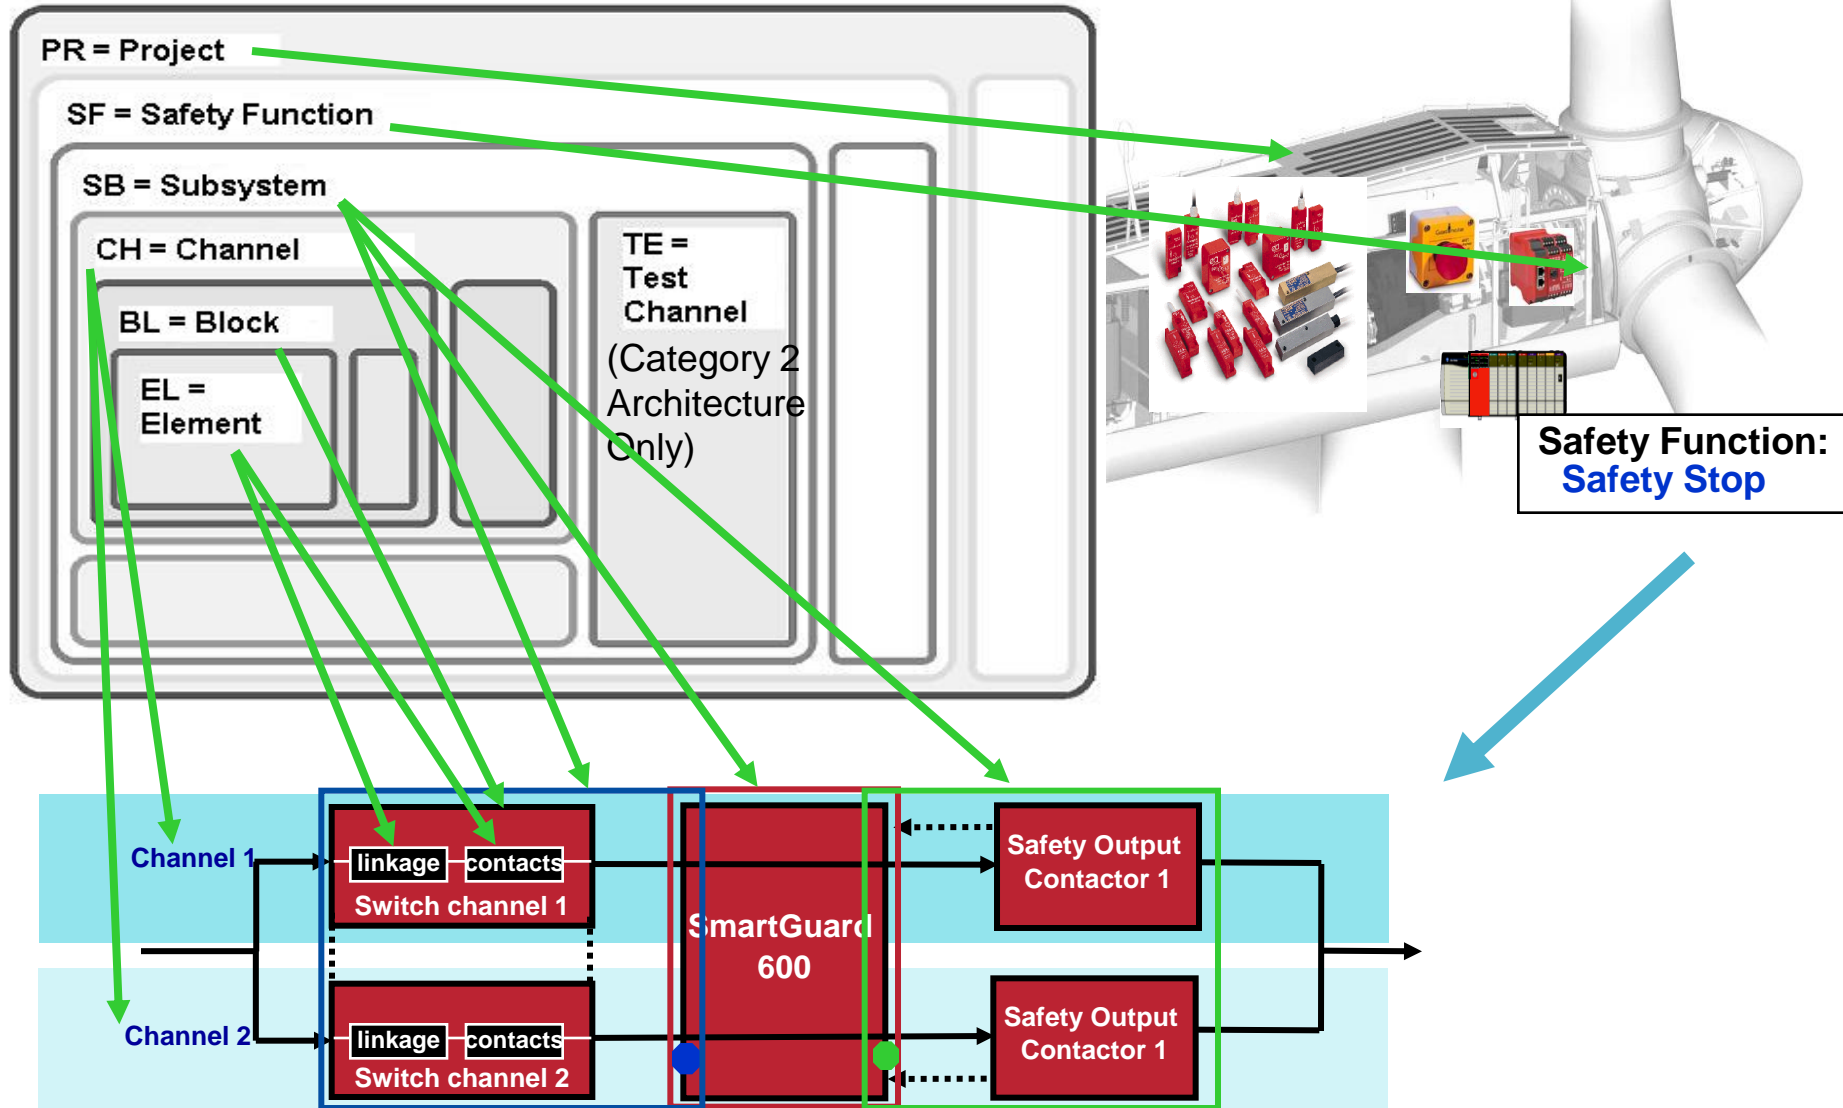 PR = Project
SF = Safety Function
SB = Subsystem
CH = Channel
BL = Block
EL =
Element
TE =
Test
Channel
(Category 2
Architecture
Only)
Safety Function:
Safety Stop
Channel 1
linkage
contacts
Switch channel 1
SmartGuard
600
Safety Output
Contactor 1
Channel 2
linkage
contacts
Switch channel 2
Safety Output
Contactor 1